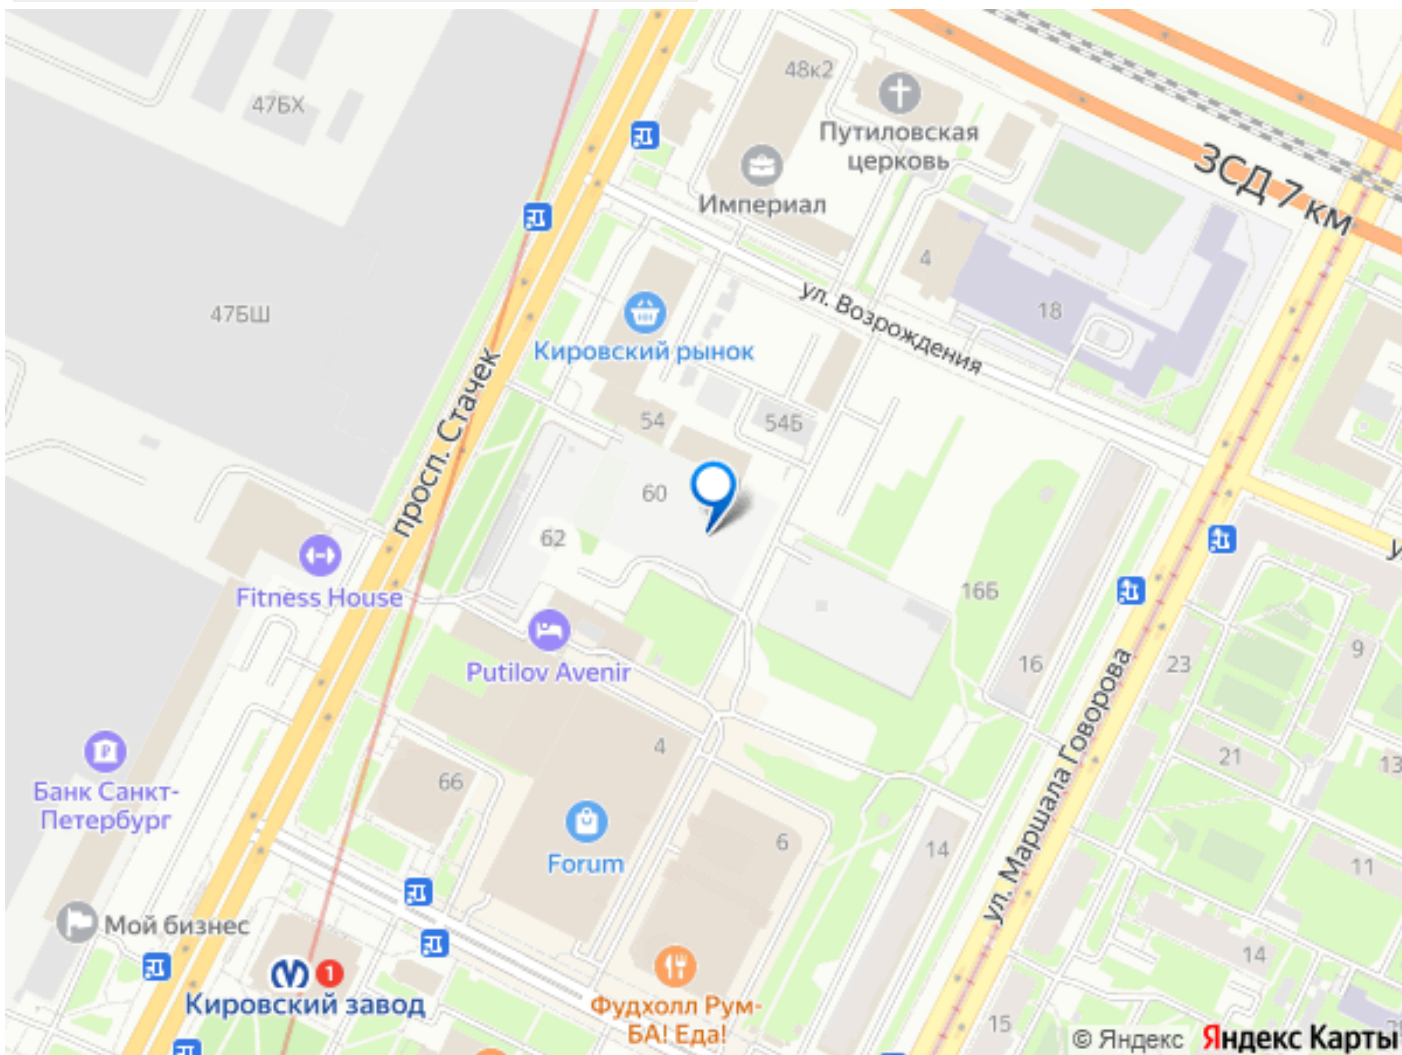 47БХ
48к2
Путиловская
церковь
ЗСД 7 км
Империал
4
18
47БШ
ул. Возрождения
Кировский рынок
просп. Стачек
54
54Б
60
62
Fitness House
Putilov Avenir
16Б
16
23
9
ул. Маршала Говорова
21
13
4
66
Банк Санкт-
Петербург
Forum
6
14
11
Мой бизнес
14
1
Кировский завод
Фудхолл Рум-
БА! Еда!
15
© Яндекс Яндекс Карты